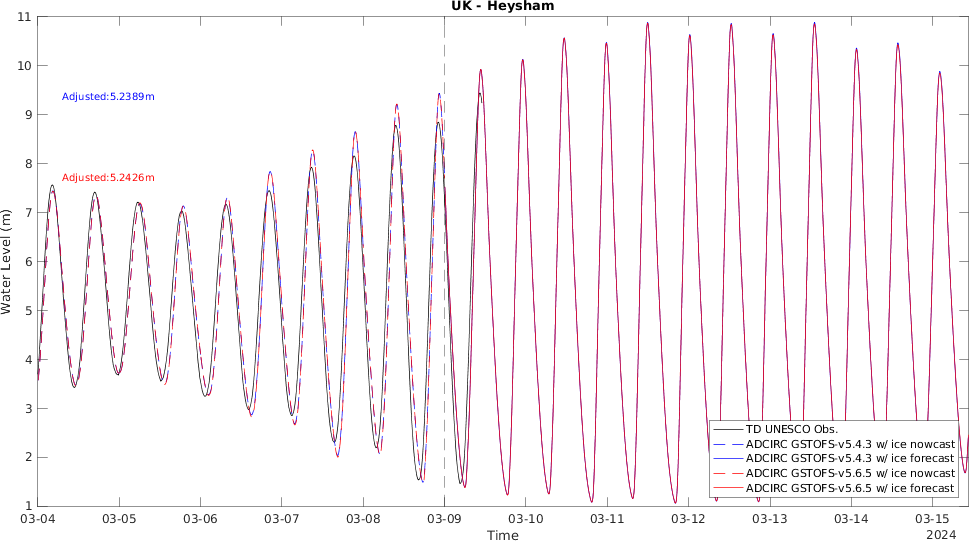 UK - Heysham
11
10
9
8
7
6
5
4
3
2
1
Water Level (m)
Adjusted:5.2389m
Adjusted:5.2426m
TD UNESCO Obs.
ADCIRC GSTOFS-v5.4.3 w/ ice nowcast
ADCIRC GSTOFS-v5.4.3 w/ ice forecast
ADCIRC GSTOFS-v5.6.5 w/ ice nowcast
ADCIRC GSTOFS-v5.6.5 w/ ice forecast
03-04 03-05 03-06 03-07 03-08 03-09 03-10 03-11 03-12 03-13 03-14 03-15
Time
2024